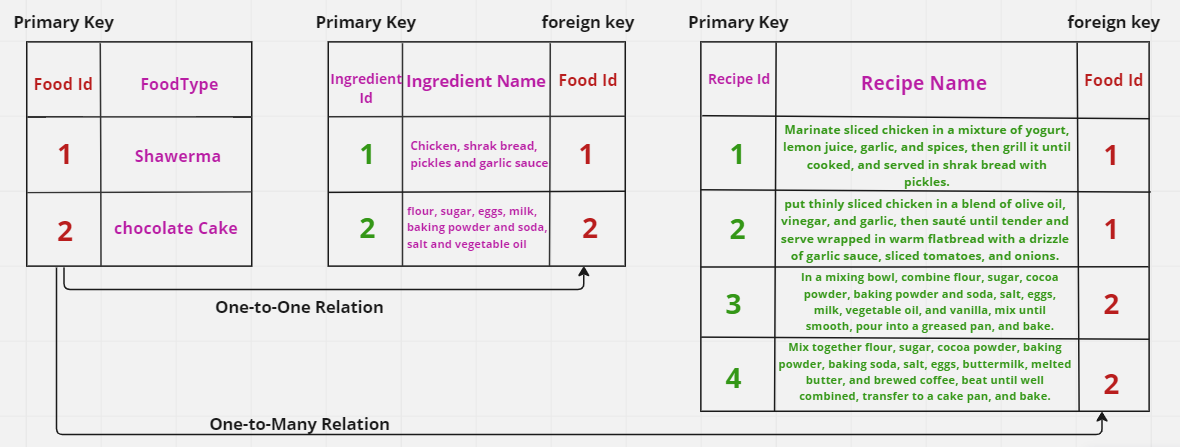 Primary Key
Primary Key
foreign key
Primary Key
foreign key
Food Id
FoodType
1
Shawerma
2
chocolate Cake
Ingredient
Id
Ingredient Name
Food Id
1
Chicken, shrak bread,
pickles and garlic sauce
1
2
flour, sugar, eggs, milk,
baking powder and soda,
salt and vegetable oil
2
Recipe Id
Recipe Name
Food Id
1
Marinate sliced chicken in a mixture of yogurt,
lemon juice, garlic, and spices, then grill it until
cooked, and served in shrak bread with
pickles.
1
2
put thinly sliced chicken in a blend of olive oil,
vinegar, and garlic, then sauté until tender and
serve wrapped in warm flatbread with a drizzle
of garlic sauce, sliced tomatoes, and onions.
1
3
In a mixing bowl, combine flour, sugar, cocoa
powder, baking powder and soda, salt, eggs,
milk, vegetable oil, and vanilla, mix until
smooth, pour into a greased pan, and bake.
2
4
Mix together flour, sugar, cocoa powder, baking
powder, baking soda, salt, eggs, buttermilk, melted
butter, and brewed coffee, beat until well
combined, transfer to a cake pan, and bake.
2
One-to-One Relation
One-to-Many Relation